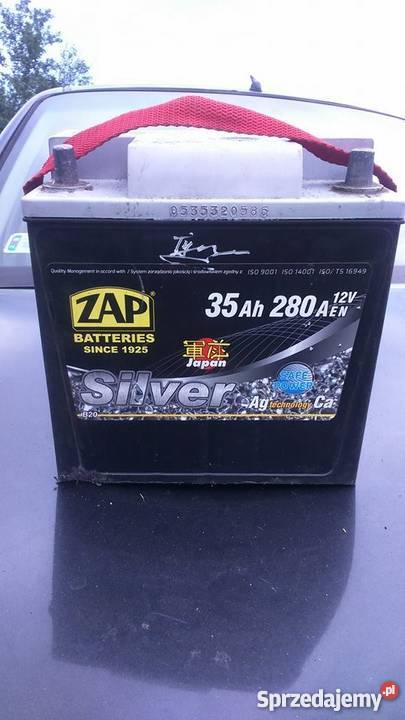 0535320586
Quality Management in accord with / System zarządzania jakością i środowiskiem zgodny z ISO 9001 ISO 14001 ISO/TS 16949
ZAP
BATTERIES
SINCE 1925
35Ah 280A EN 12V
Japan
Silver
SAFE
POWER
Ag technology Ca
B20
Sprzedajemy.pl